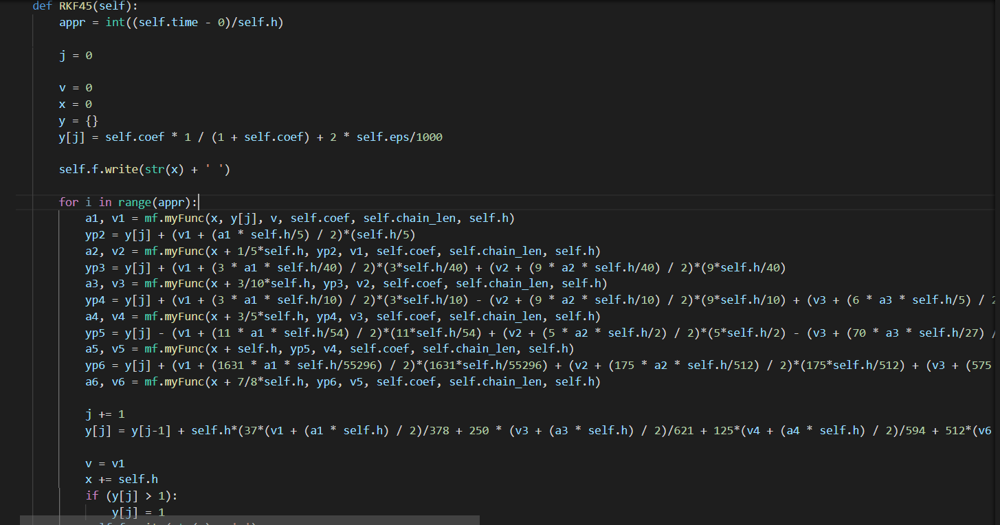 def RKF45(self):
appr = int((self.time - 0)/self.h)
j = 0
v = 0
x = 0
y = {}
y[j] = self.coef * 1 / (1 + self.coef) + 2 * self.eps/1000
self.f.write(str(x) + ' ')
for i in range(appr):
a1, v1 = mf.myFunc(x, y[j], v, self.coef, self.chain_len, self.h)
yp2 = y[j] + (v1 + (a1 * self.h/5) / 2)*(self.h/5)
a2, v2 = mf.myFunc(x + 1/5*self.h, yp2, v1, self.coef, self.chain_len, self.h)
yp3 = y[j] + (v1 + (3 * a1 * self.h/40) / 2)*(3*self.h/40) + (v2 + (9 * a2 * self.h/40) / 2)*(9*self.h/40)
a3, v3 = mf.myFunc(x + 3/10*self.h, yp3, v2, self.coef, self.chain_len, self.h)
yp4 = y[j] + (v1 + (3 * a1 * self.h/10) / 2)*(3*self.h/10) - (v2 + (9 * a2 * self.h/10) / 2)*(9*self.h/10) + (v3 + (6 * a3 * self.h/5) / 2
a4, v4 = mf.myFunc(x + 3/5*self.h, yp4, v3, self.coef, self.chain_len, self.h)
yp5 = y[j] - (v1 + (11 * a1 * self.h/54) / 2)*(11*self.h/54) + (v2 + (5 * a2 * self.h/2) / 2)*(5*self.h/2) - (v3 + (70 * a3 * self.h/27) /
a5, v5 = mf.myFunc(x + self.h, yp5, v4, self.coef, self.chain_len, self.h)
yp6 = y[j] + (v1 + (1631 * a1 * self.h/55296) / 2)*(1631*self.h/55296) + (v2 + (175 * a2 * self.h/512) / 2)*(175*self.h/512) + (v3 + (575
a6, v6 = mf.myFunc(x + 7/8*self.h, yp6, v5, self.coef, self.chain_len, self.h)
j += 1
y[j] = y[j-1] + self.h*(37*(v1 + (a1 * self.h) / 2)/378 + 250 * (v3 + (a3 * self.h) / 2)/621 + 125*(v4 + (a4 * self.h) / 2)/594 + 512*(v6
v = v1
x += self.h
if (y[j] > 1):
y[j] = 1